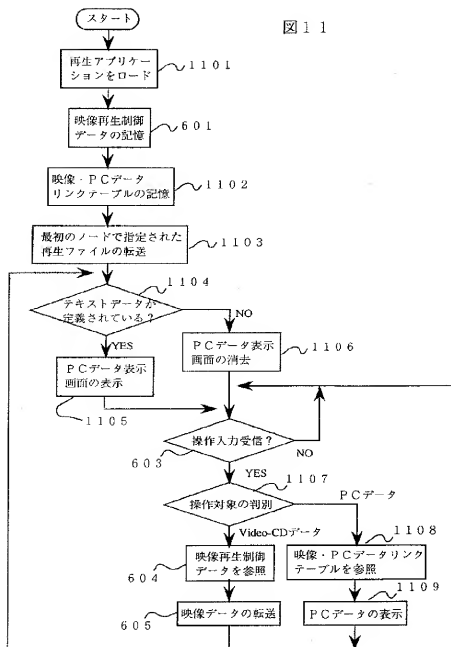 図11
スタート
再生アプリケー
ションをロード
1101
映像再生制御
データの記憶
601
映像・PCデータ
リンクテーブルの記憶
1102
最初のノードで指定された
再生ファイルの転送
1103
1104
テキストデータが
定義されている？
NO
YES
PCデータ表示
画面の表示
1105
PCデータ表示
画面の消去
1106
操作入力受信？
603
NO
YES
1107
操作対象の判別
PCデータ
Video-CDデータ
1108
映像再生制御
データを参照
604
映像・PCデータリンク
テーブルを参照
1109
映像データの転送
605
PCデータの表示